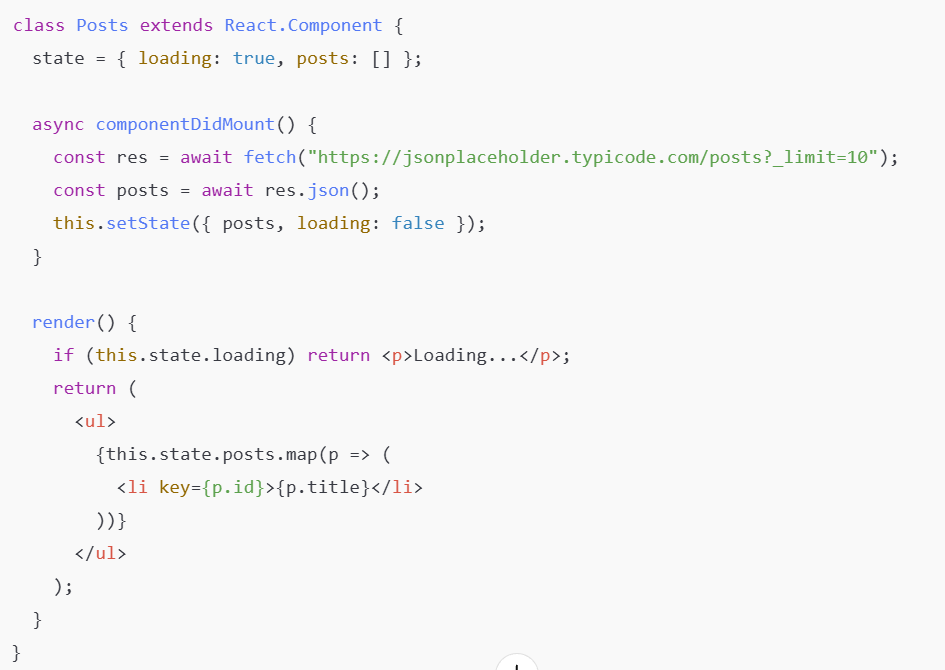 class Posts extends React.Component {
  state = { loading: true, posts: [] };

  async componentDidMount() {
    const res = await fetch("https://jsonplaceholder.typicode.com/posts?_limit=10");
    const posts = await res.json();
    this.setState({ posts, loading: false });
  }

  render() {
    if (this.state.loading) return <p>Loading...</p>;
    return (
      <ul>
        {this.state.posts.map(p => (
          <li key={p.id}>{p.title}</li>
        ))}
      </ul>
    );
  }
}